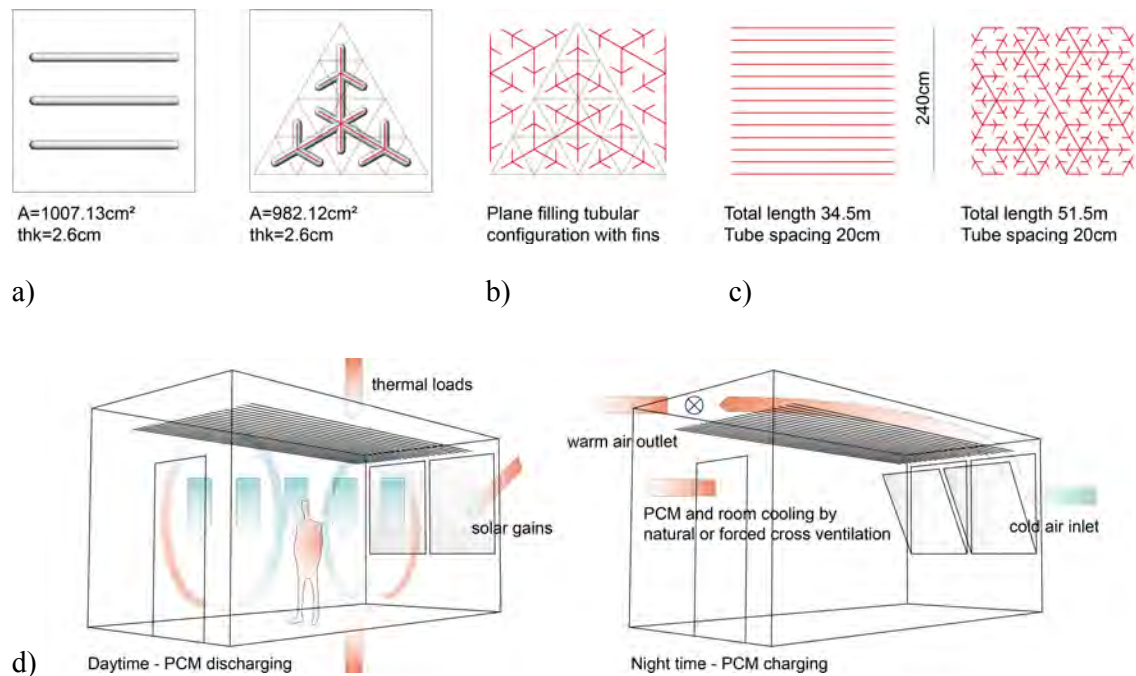 A=1007.13cm²
thk=2.6cm
A=982.12cm²
thk=2.6cm
Plane filling tubular
configuration with fins
Total length 34.5m
Tube spacing 20cm
240cm
Total length 51.5m
Tube spacing 20cm
a)
b)
c)
thermal loads
solar gains
warm air outlet
PCM and room cooling by
natural or forced cross ventilation
cold air inlet
d)
Daytime - PCM discharging
Night time - PCM charging